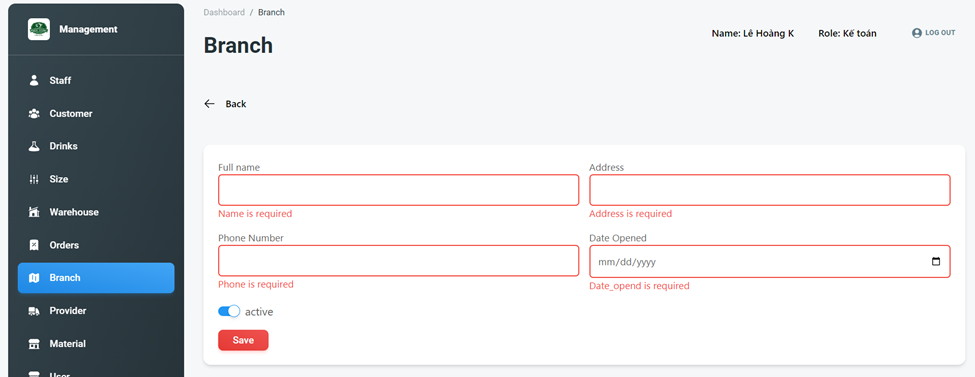 Management
Staff
Customer
Drinks
Size
Warehouse
Orders
Branch
Provider
Material
User
Dashboard / Branch
Branch
Name: Lê Hoảng K
Role: Kế toán
LOG OUT
Back
Full name
Name is required
Address
Address is required
Phone Number
Phone is required
Date Opened
mm/dd/yyyy
Date_opend is required
active
Save